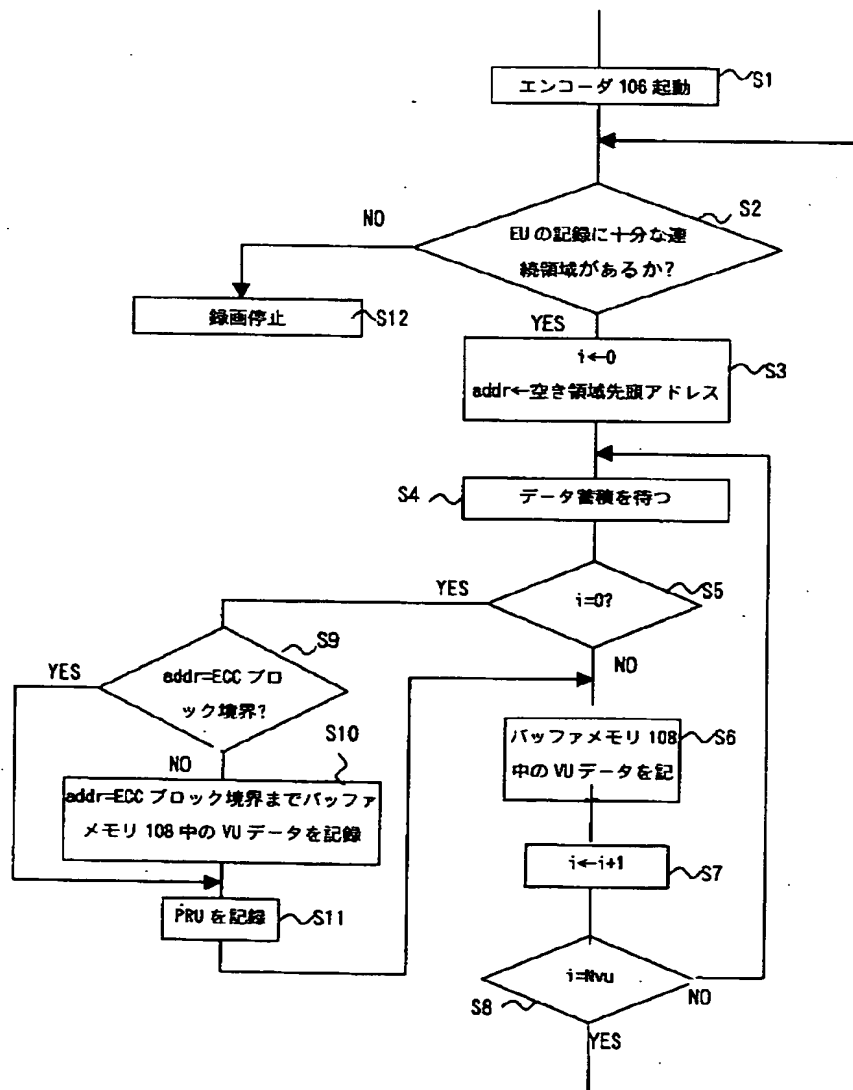 エンコーダ 106 起動
S1
S2
NO
EU の記録に十分な連
続領域があるか?
録画停止
S12
YES
i←0
addr←空き領域先頭アドレス
S3
S4
データ蓄積を待つ
YES
i=0?
S5
S9
YES
addr=ECC ブロ
ック境界?
NO
S10
NO
バッファメモリ 108
中の VU データを記
S6
addr=ECC ブロック境界までバッファ
メモリ 108 中の VU データを記録
i←i+1
S7
PRU を記録
S11
i=Nvu
NO
S8
YES